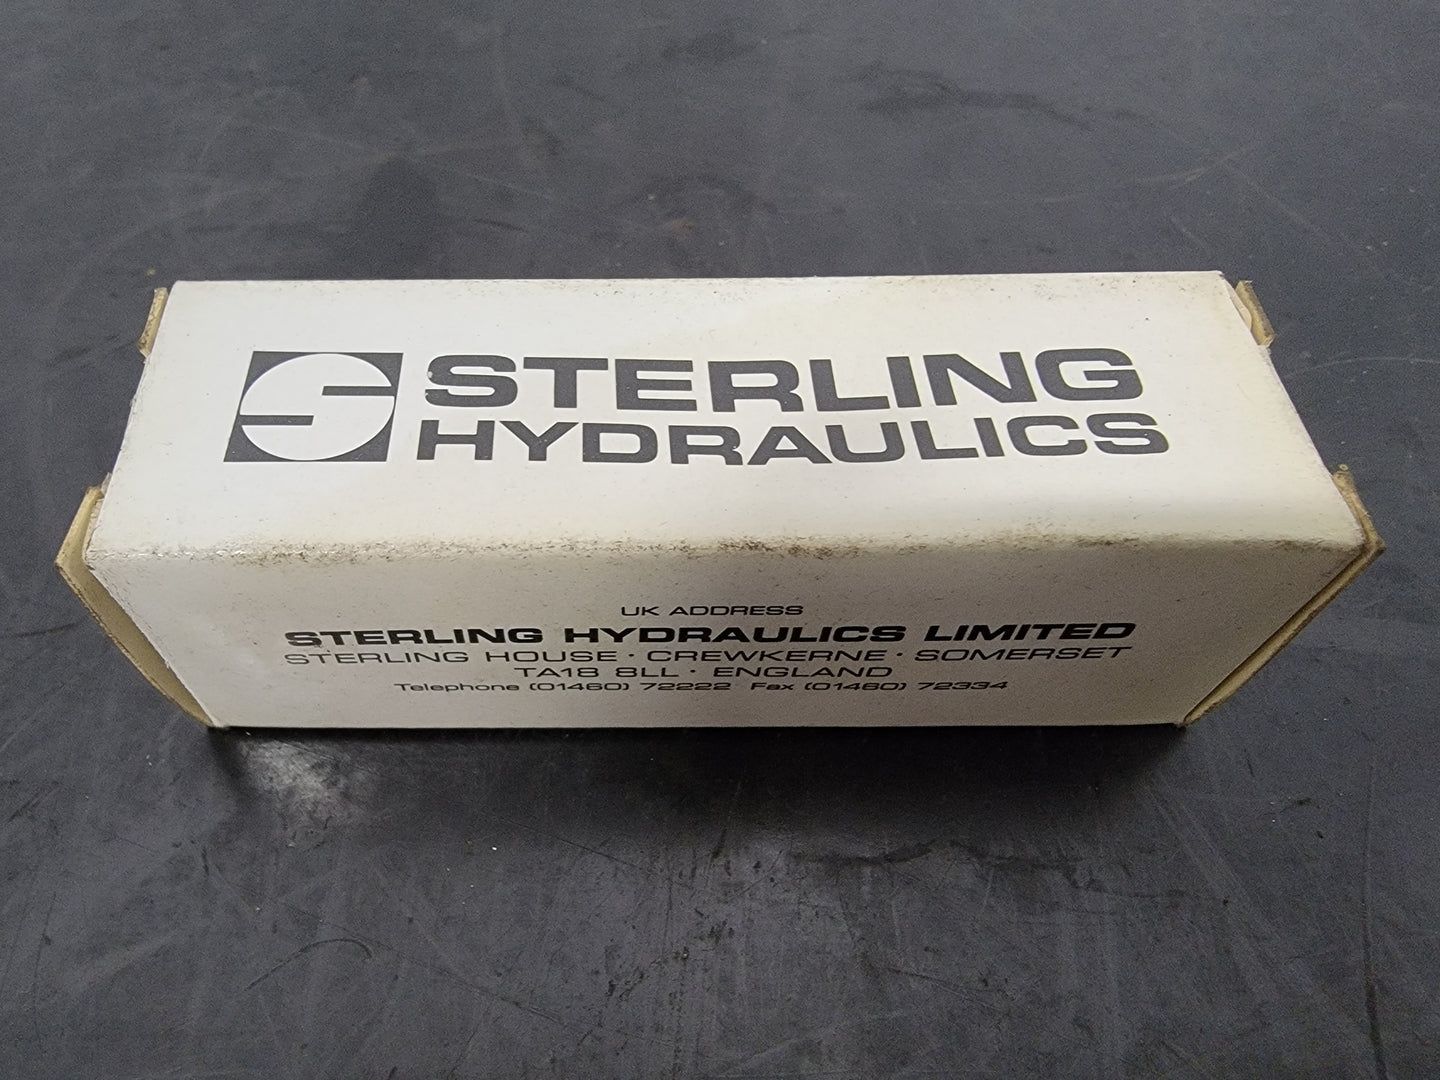 STERLING
HYDRAULICS
UK ADDRESS
STERLING HYDRAULICS LIMITED
STERLING HOUSE · CREWKERNE · SOMERSET
TA18 8LL · ENGLAND
Telephone (01460) 72222 Fax (01460) 72334